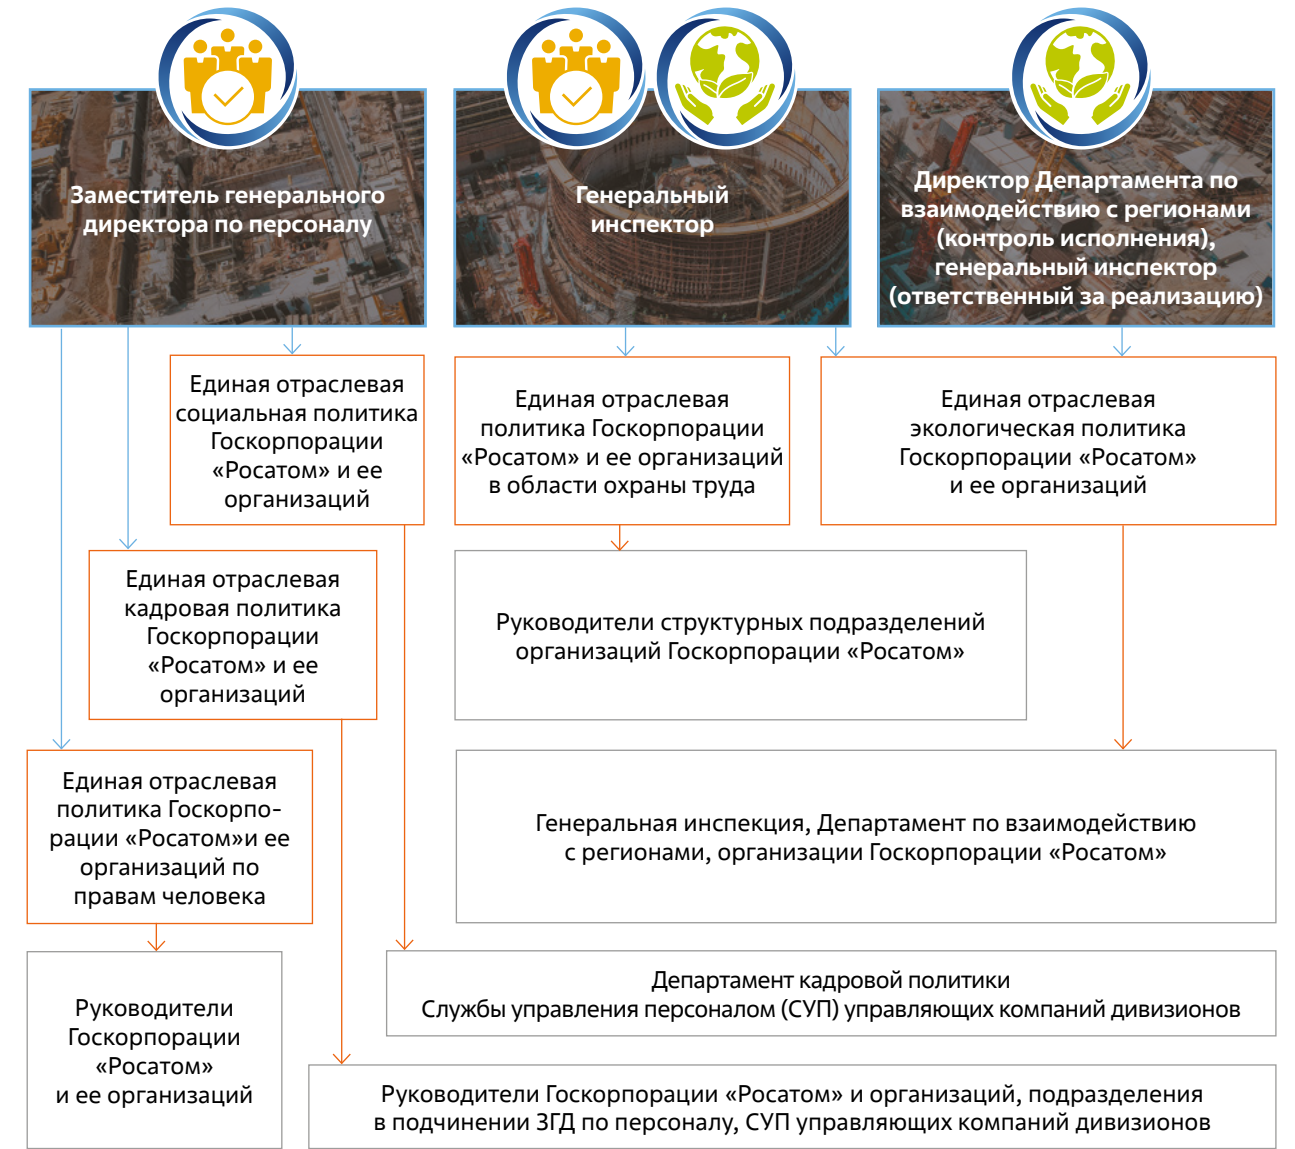 Заместитель генерального
директора по персоналу
Генеральный
инспектор
Директор Департамента по
взаимодействию с регионами
(контроль исполнения),
генеральный инспектор
(ответственный за реализацию)
Единая отраслевая
социальная политика
Госкорпорации
«Росатом» и ее
организаций
Единая отраслевая
политика Госкорпорации
«Росатом» и ее организаций
в области охраны труда
Единая отраслевая
экологическая политика
Госкорпорации «Росатом»
и ее организаций
Единая отраслевая
кадровая политика
Госкорпорации
«Росатом» и ее
организаций
Руководители структурных подразделений
организаций Госкорпорации «Росатом»
Единая отраслевая
политика Госкорпо-
рации «Росатом»и ее
организаций по
правам человека
Генеральная инспекция, Департамент по взаимодействию
с регионами, организации Госкорпорации «Росатом»
Руководители
Госкорпорации
«Росатом»
и ее организаций
Департамент кадровой политики
Службы управления персоналом (СУП) управляющих компаний дивизионов
Руководители Госкорпорации «Росатом» и организаций, подразделения
в подчинении ЗГД по персоналу, СУП управляющих компаний дивизионов